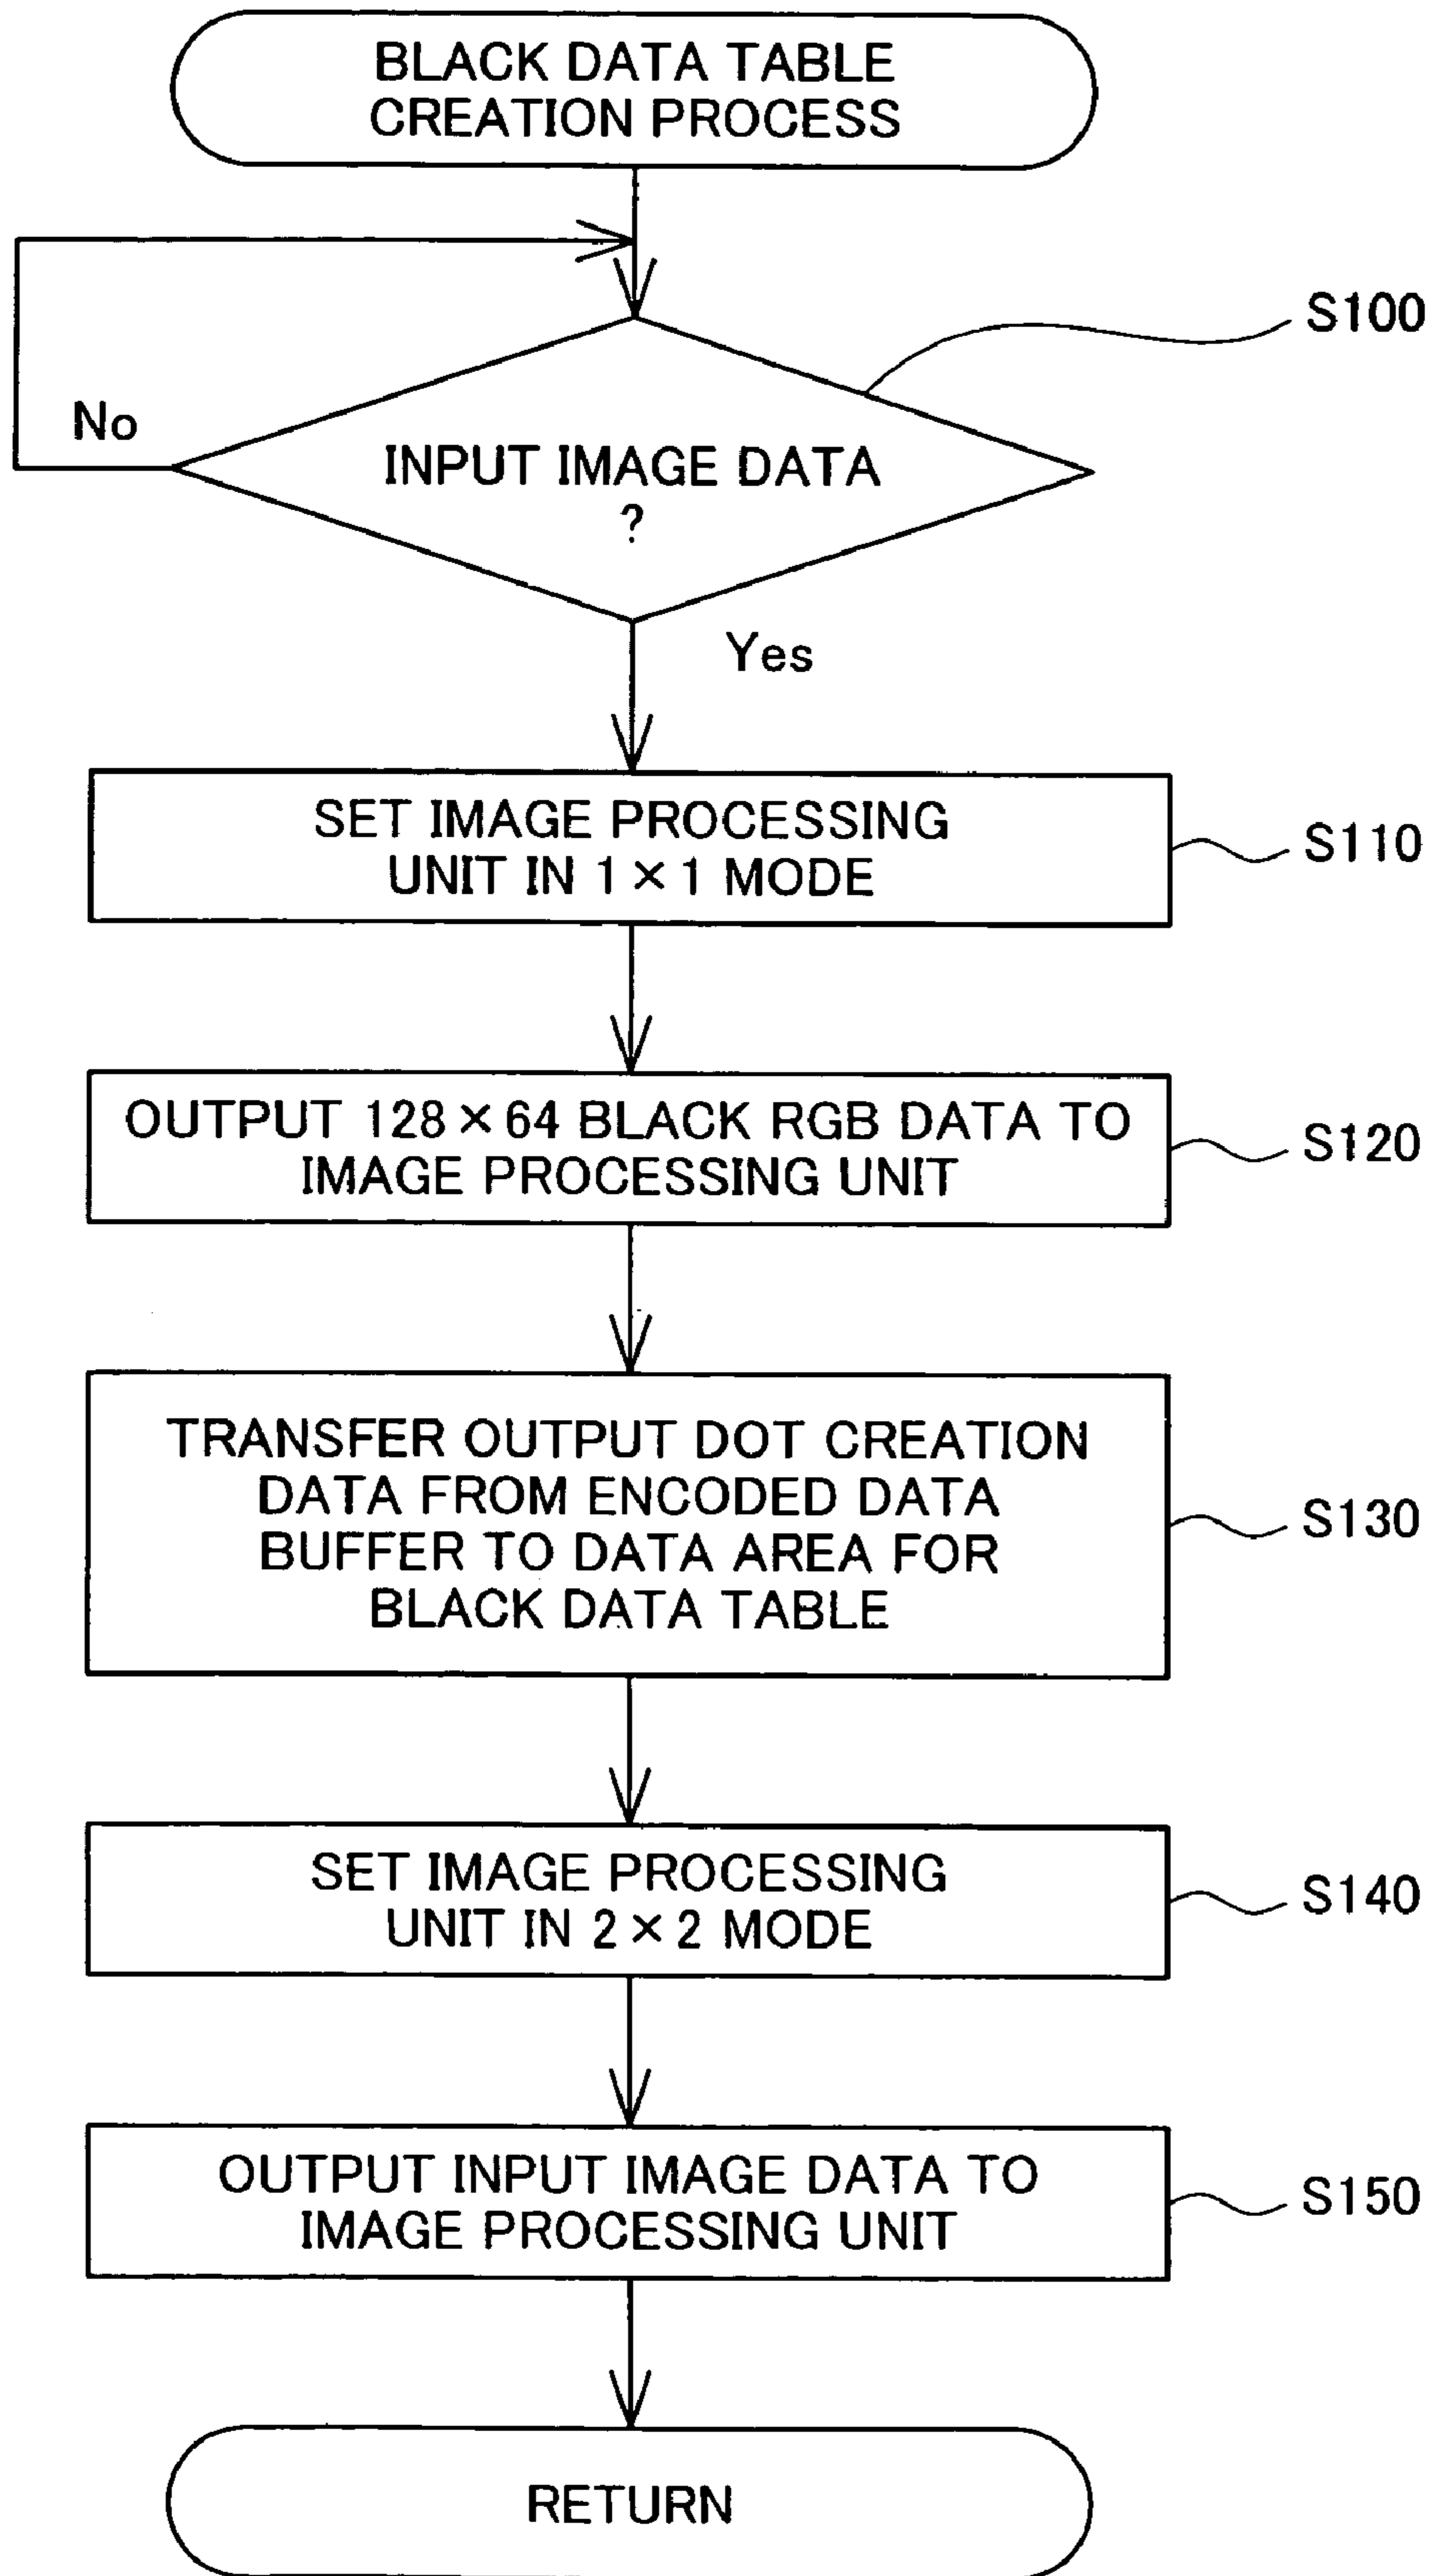 BLACK DATA TABLE
CREATION PROCESS
S100
No
INPUT IMAGE DATA
?
Yes
SET IMAGE PROCESSING
UNIT IN 1×1 MODE
S110
OUTPUT 128×64 BLACK RGB DATA TO
IMAGE PROCESSING UNIT
S120
TRANSFER OUTPUT DOT CREATION
DATA FROM ENCODED DATA
BUFFER TO DATA AREA FOR
BLACK DATA TABLE
S130
SET IMAGE PROCESSING
UNIT IN 2×2 MODE
S140
OUTPUT INPUT IMAGE DATA TO
IMAGE PROCESSING UNIT
S150
RETURN